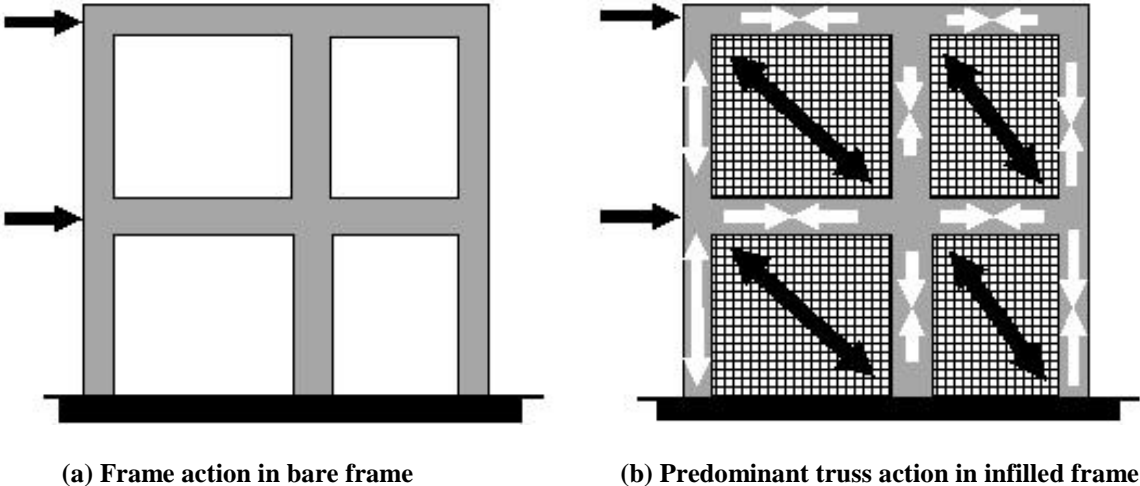 (a) Frame action in bare frame
(b) Predominant truss action in infilled frame